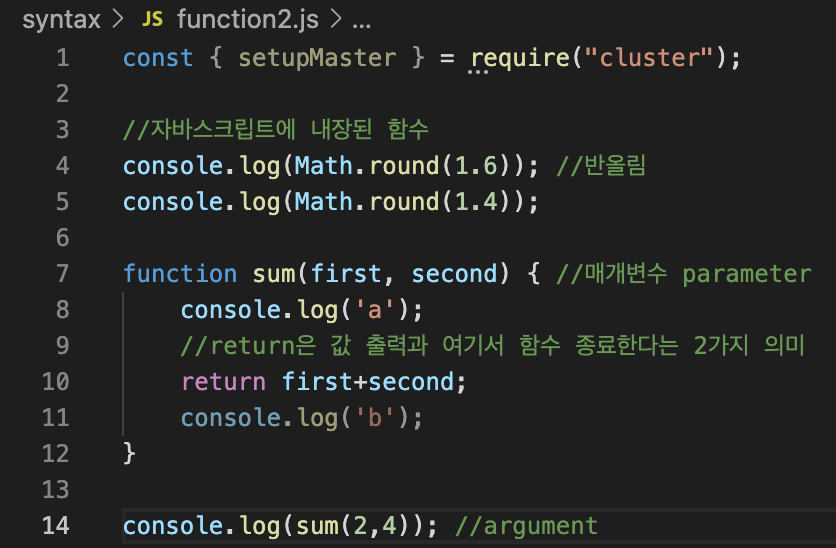 syntax > JS function2.js > ...
1 const { setupMaster } = require("cluster");
2
3 //자바스크립트에 내장된 함수
4 console.log(Math.round(1.6)); //반올림
5 console.log(Math.round(1.4));
6
7 function sum(first, second) { //매개변수 parameter
8 console.log('a');
9 //return은 값 출력과 여기서 함수 종료한다는 2가지 의미
10 return first+second;
11 console.log('b');
12 }
13
14 console.log(sum(2,4)); //argument